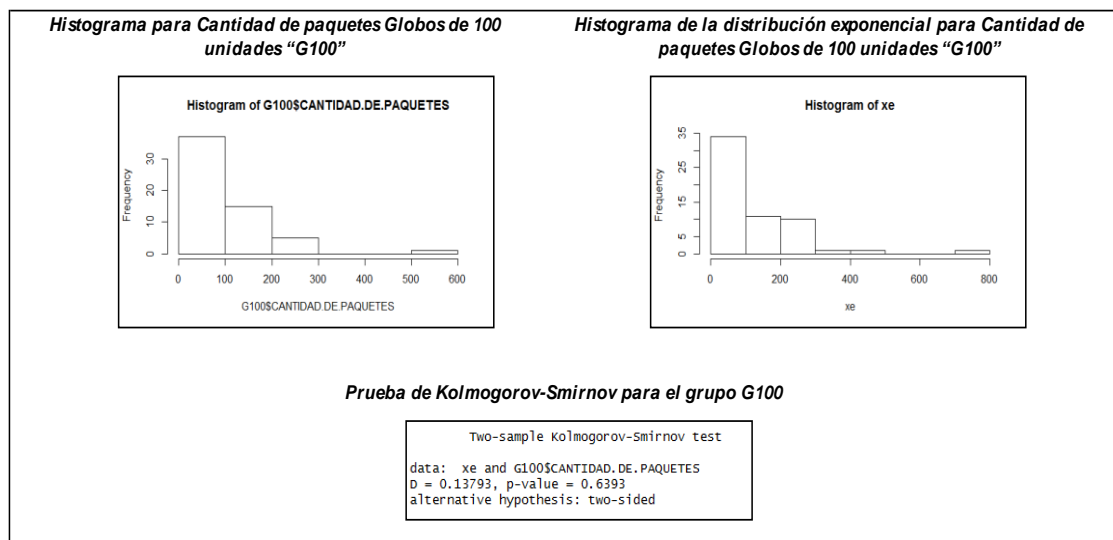 Histograma para Cantidad de paquetes Globos de 100
unidades “G100”
Histogram of G100$CANTIDAD.DE.PAQUETES
Frequency
30
20
10
0
0 100 200 300 400 500 600
G100$CANTIDAD.DE.PAQUETES
Histograma de la distribución exponencial para Cantidad de
paquetes Globos de 100 unidades “G100”
Histogram of xe
Frequency
35
25
15
5
0
0 200 400 600 800
xe
Prueba de Kolmogorov-Smirnov para el grupo G100
Two-sample Kolmogorov-Smirnov test
data: xe and G100$CANTIDAD.DE.PAQUETES
D = 0.13793, p-value = 0.6393
alternative hypothesis: two-sided